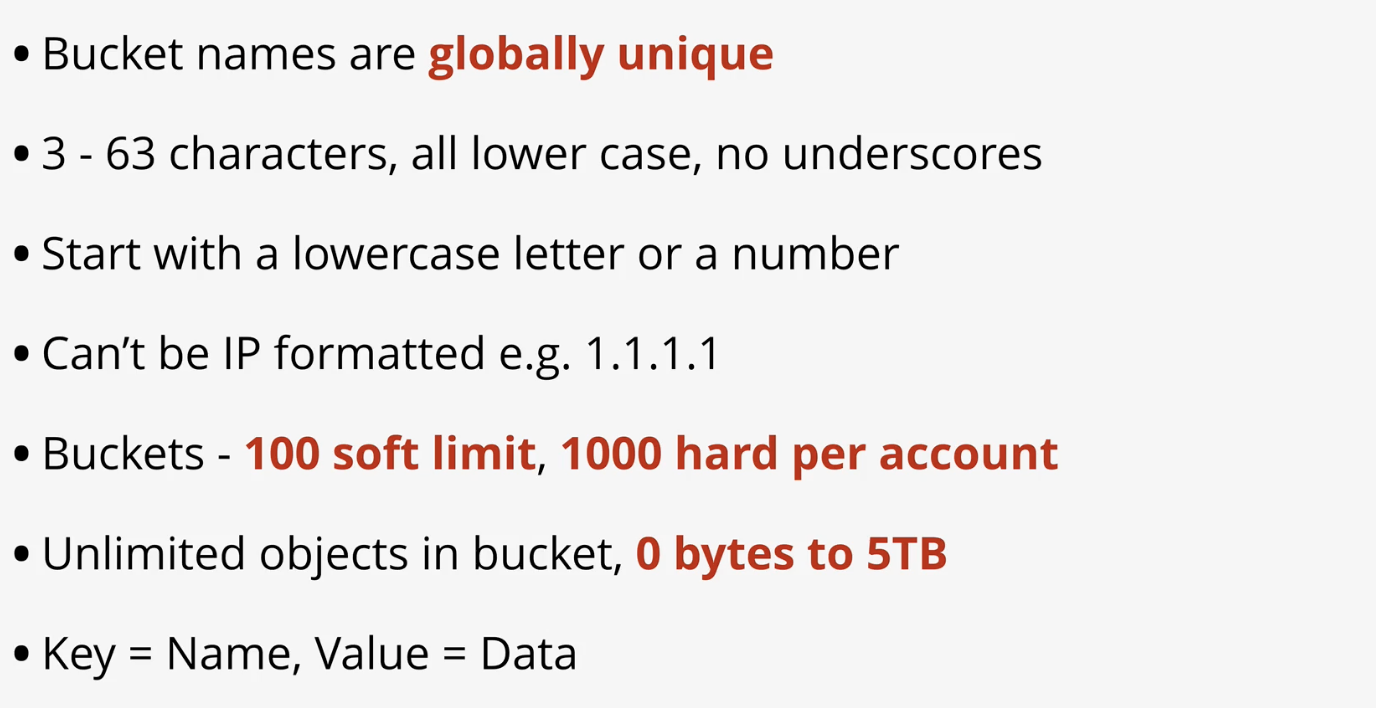 • Bucket names are globally unique
• 3 - 63 characters, all lower case, no underscores
• Start with a lowercase letter or a number
• Can’t be IP formatted e.g. 1.1.1.1
• Buckets - 100 soft limit, 1000 hard per account
• Unlimited objects in bucket, 0 bytes to 5TB
• Key = Name, Value = Data